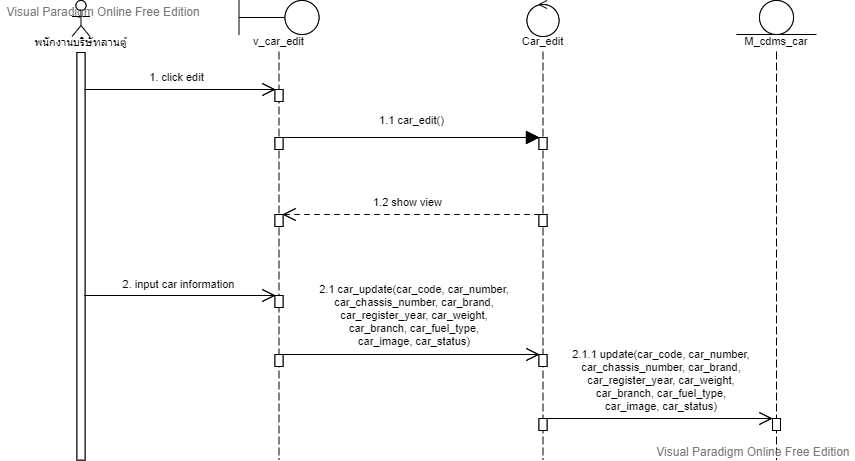 Visual Paradigm Online Free Edition
พนักงานบริษัทลานตู้
v_car_edit
Car_edit
M_cdms_car
1. click edit
1.1 car_edit()
1.2 show view
2. input car information
2.1 car_update(car_code, car_number,
car_chassis_number, car_brand,
car_register_year, car_weight,
car_branch, car_fuel_type,
car_image, car_status)
2.1.1 update(car_code, car_number,
car_chassis_number, car_brand,
car_register_year, car_weight,
car_branch, car_fuel_type,
car_image, car_status)
Visual Paradigm Online Free Edition